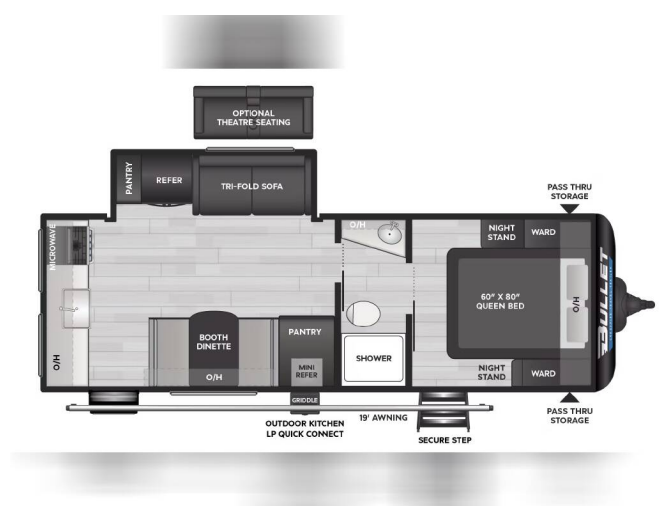 OPTIONAL
THEATRE SEATING
PANTRY
REFER
TRI-FOLD SOFA
PASS THRU
STORAGE
MICROWAVE
O/H
NIGHT
STAND
WARD
60" X 80"
QUEEN BED
O/H
BULLET
BOOTH
DINETTE
PANTRY
O/H
O/H
MINI
REFER
SHOWER
NIGHT
STAND
WARD
GRIDDLE
OUTDOOR KITCHEN
LP QUICK CONNECT
19' AWNING
SECURE STEP
PASS THRU
STORAGE